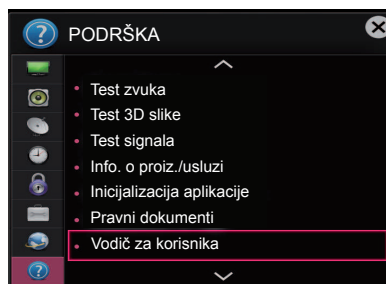 PODRŠKA
Test zvuka
Test 3D slike
Test signala
Info. o proiz./usluzi
Inicijalizacija aplikacije
Pravni dokumenti
Vodič za korisnika